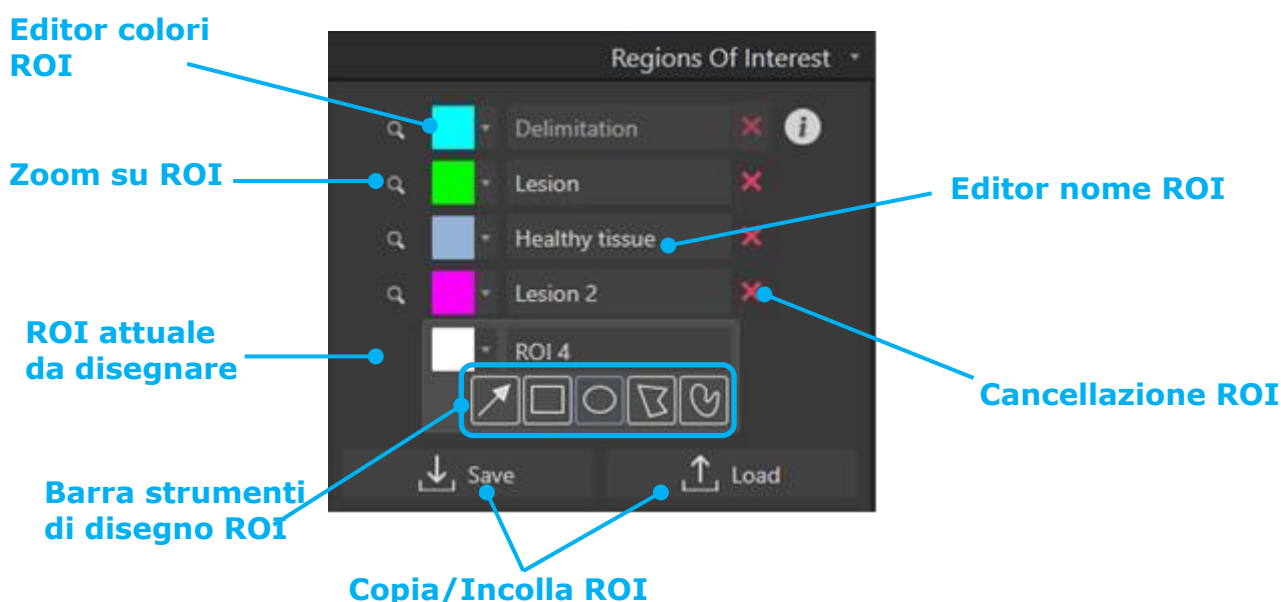 Editor colori
ROI
Regions Of Interest
Delimitation
i
Zoom su ROI
Lesion
Editor nome ROI
Healthy tissue
Lesion 2
ROI attuale
da disegnare
ROI 4
Cancellazione ROI
Save
Load
Barra strumenti
di disegno ROI
Copia/Incolla ROI